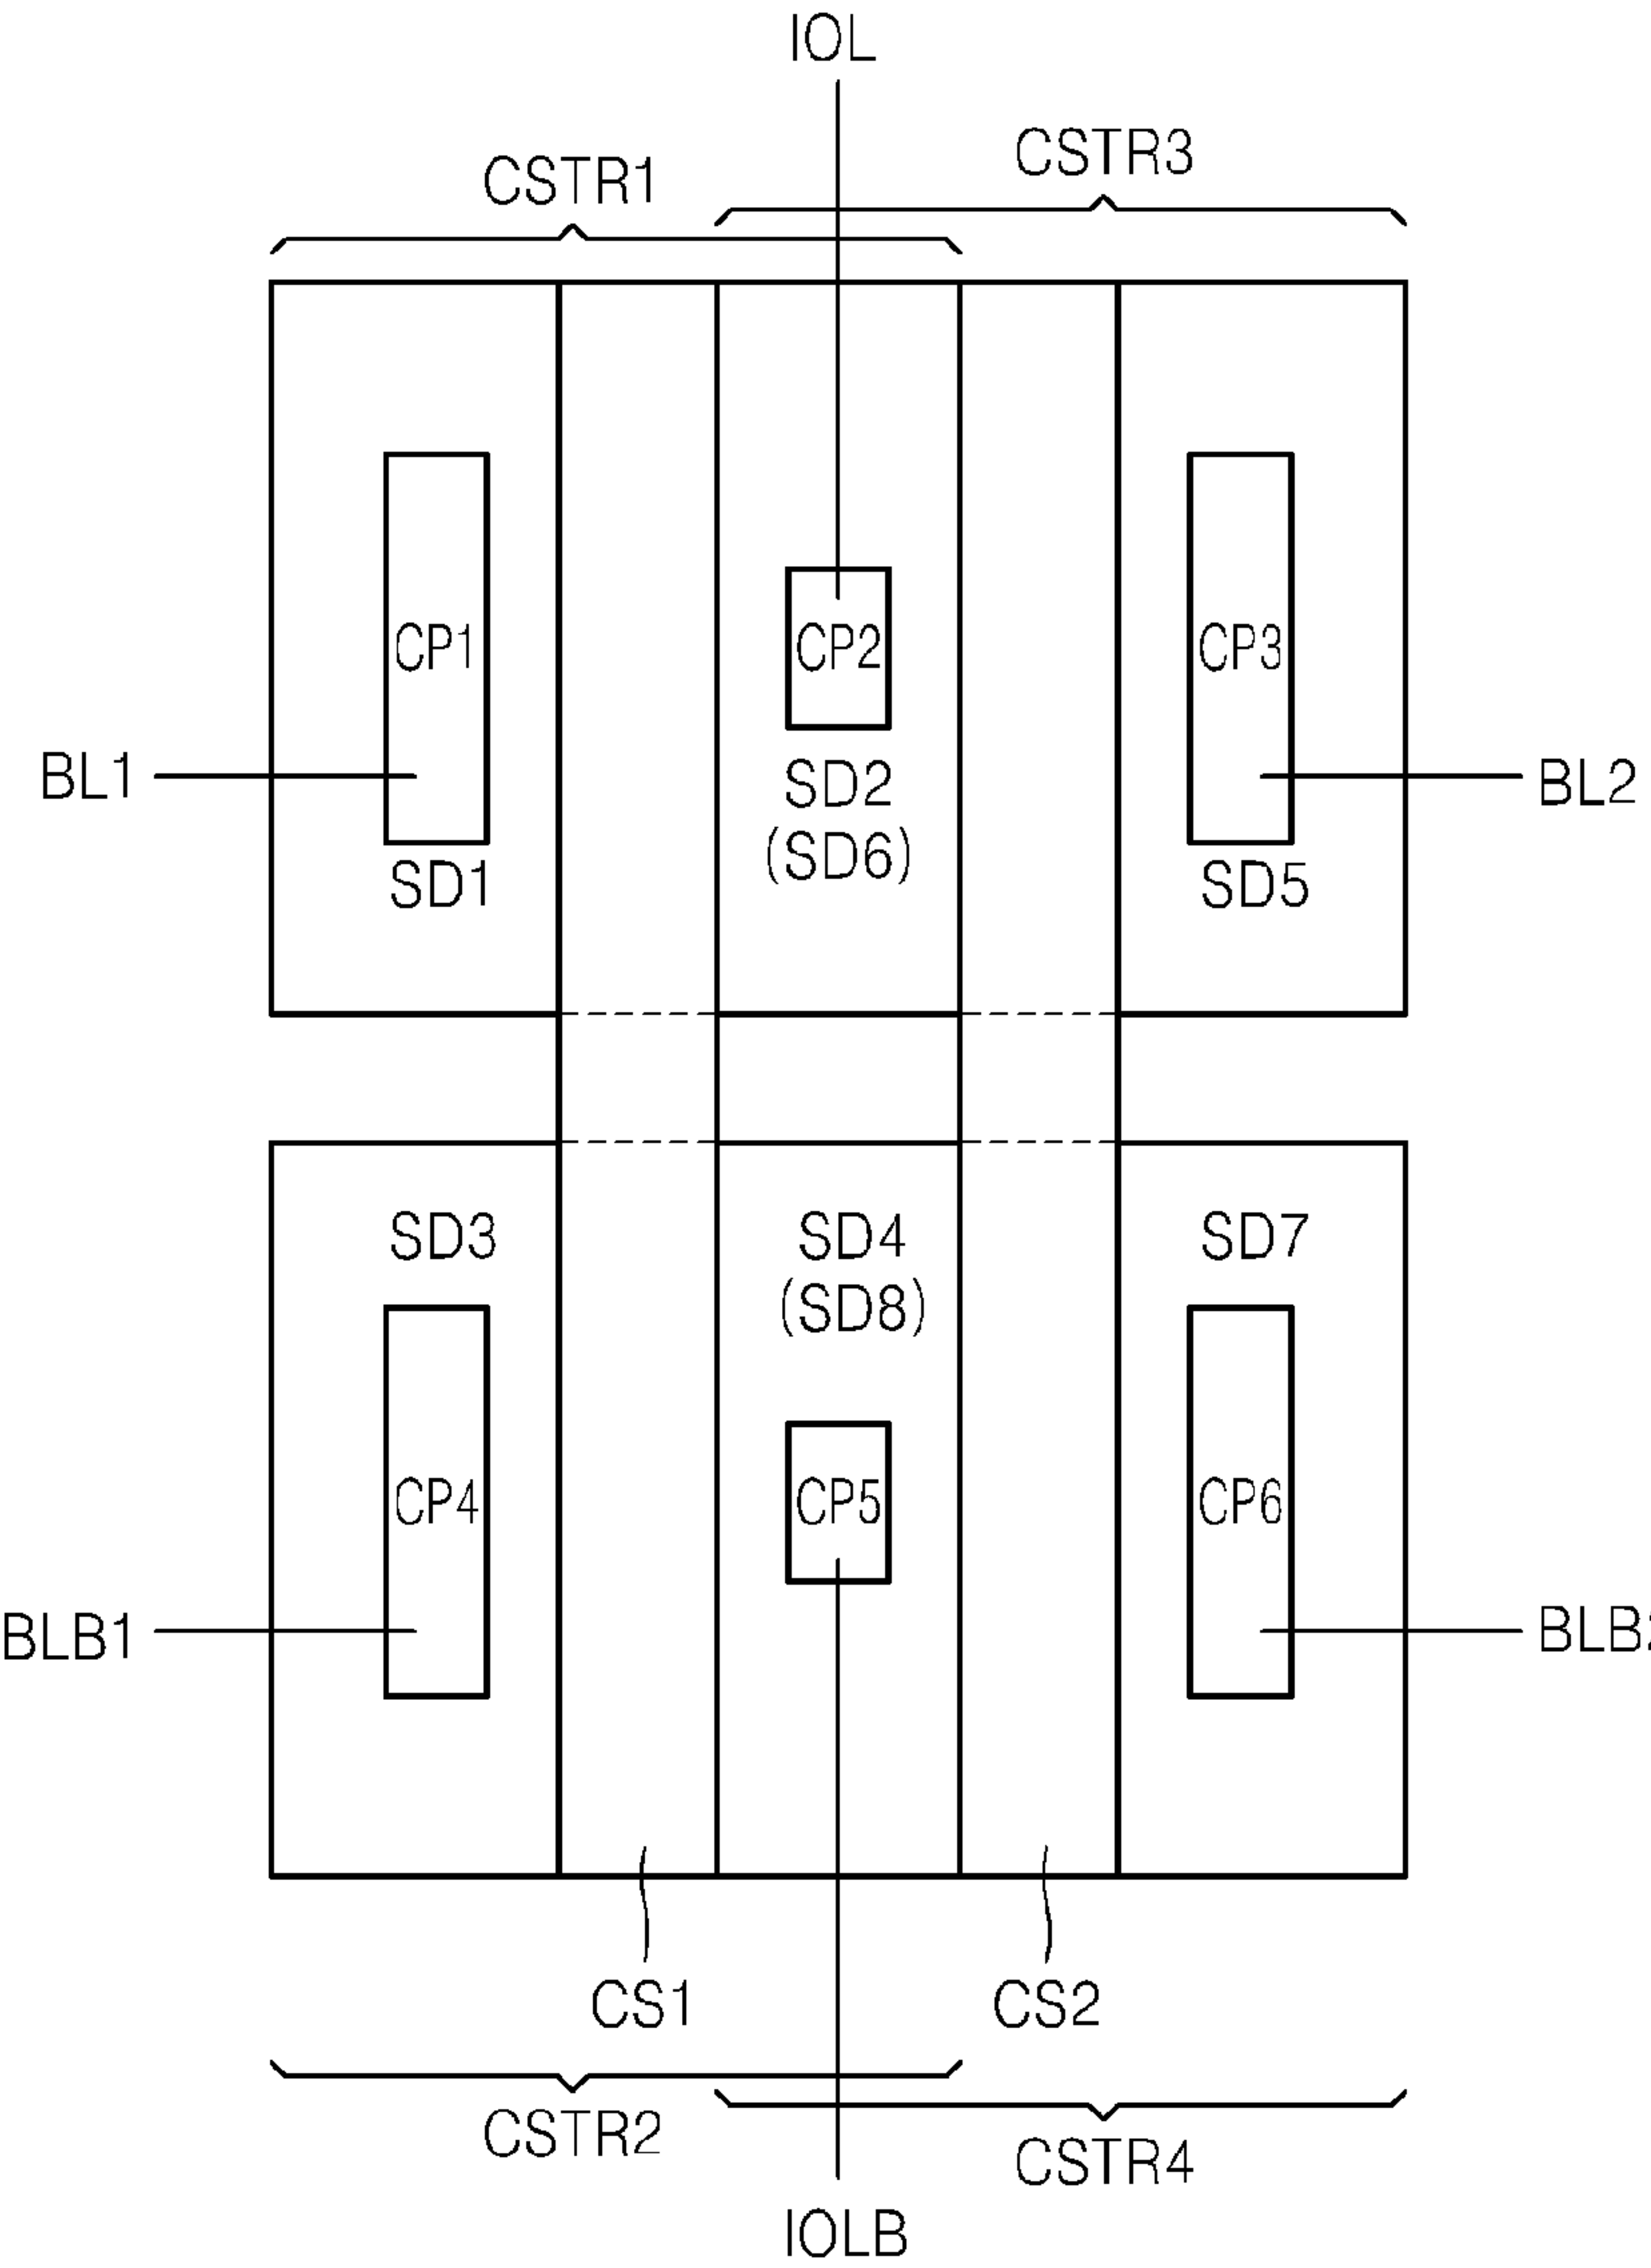 IOL
CSTR1
CSTR3
CP1
CP2
CP3
BL1
SD2
BL2
(SD6)
SD1
SD5
SD3
SD4
SD7
(SD8)
CP4
CP5
CP6
BLB1
BLB2
CS1
CS2
CSTR2
CSTR4
IOLB